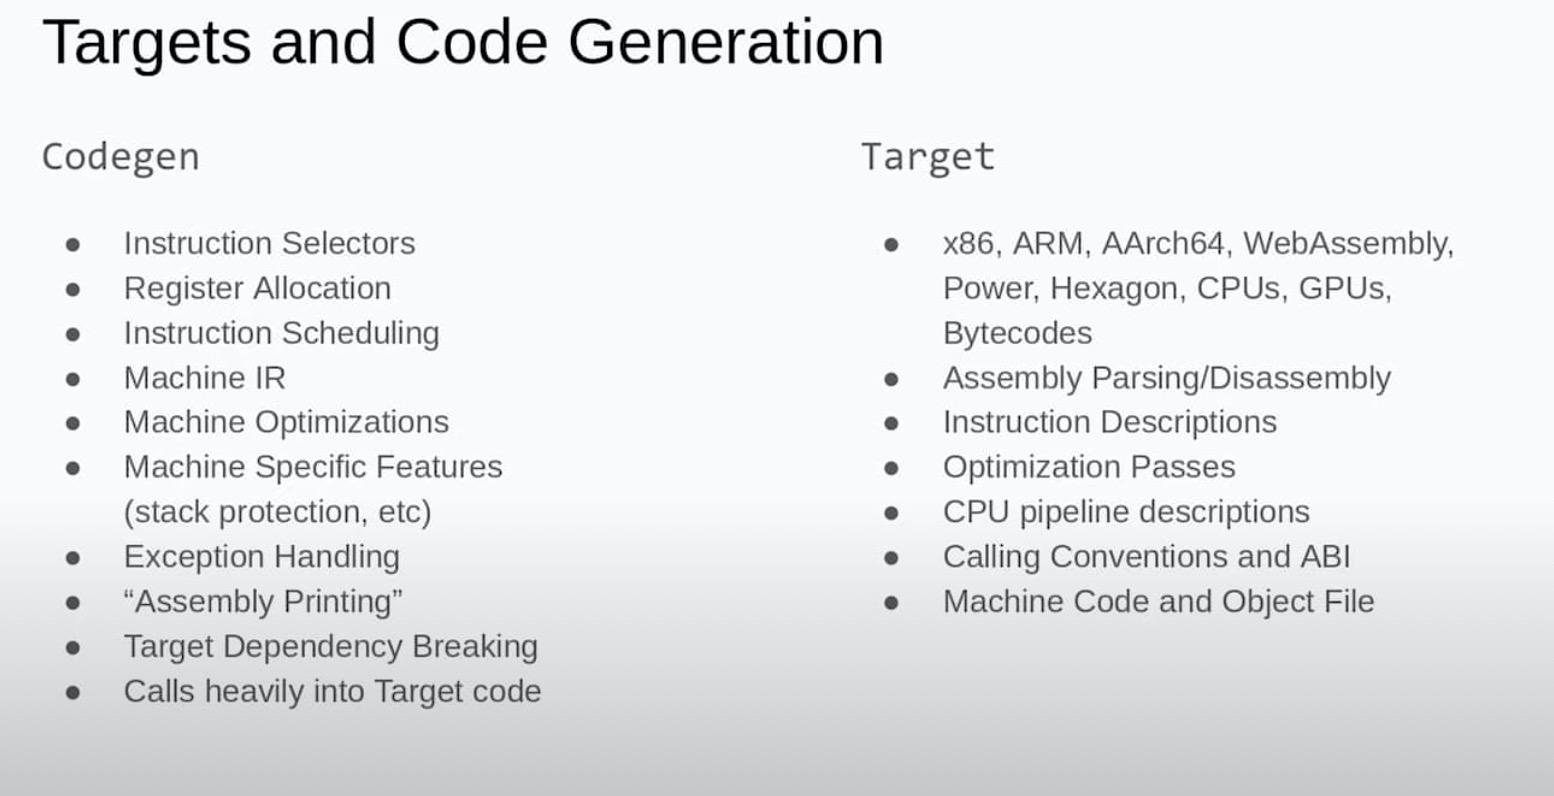 Targets and Code Generation
Codegen
● Instruction Selectors
● Register Allocation
● Instruction Scheduling
● Machine IR
● Machine Optimizations
● Machine Specific Features
(stack protection, etc)
● Exception Handling
● “Assembly Printing”
● Target Dependency Breaking
● Calls heavily into Target code
Target
● x86, ARM, AArch64, WebAssembly,
Power, Hexagon, CPUs, GPUs,
Bytecodes
● Assembly Parsing/Disassembly
● Instruction Descriptions
● Optimization Passes
● CPU pipeline descriptions
● Calling Conventions and ABI
● Machine Code and Object File